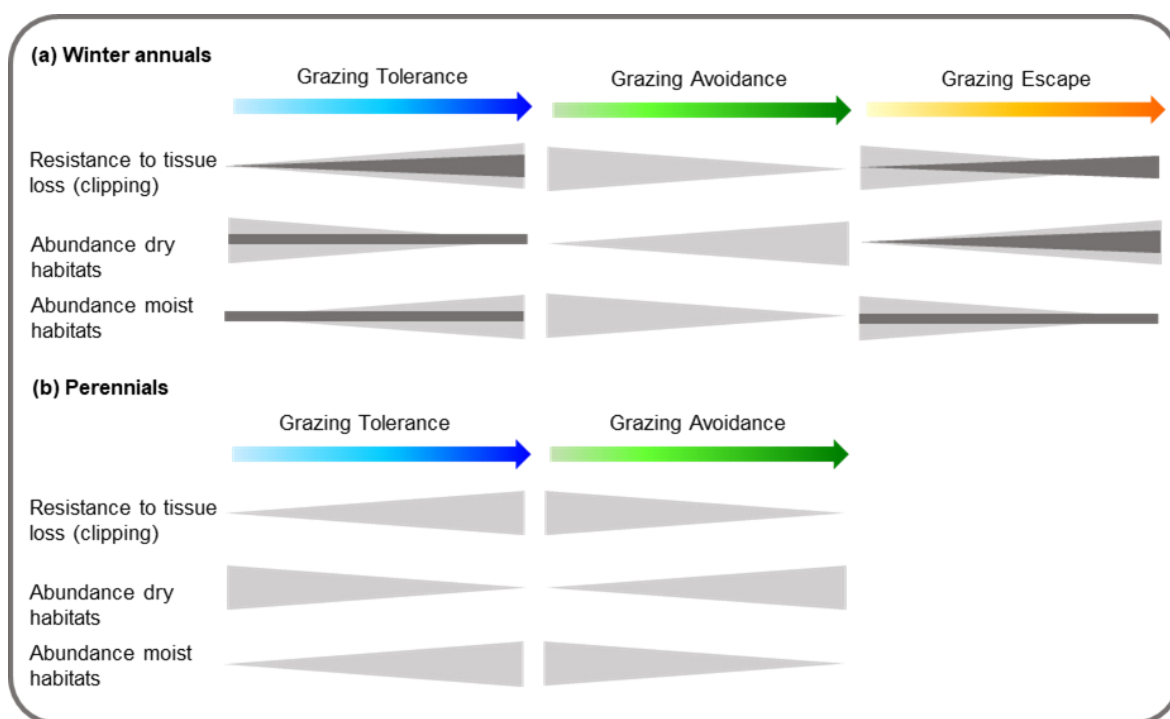 (a) Winter annuals
Grazing Tolerance
Grazing Avoidance
Grazing Escape
Resistance to tissue
loss (clipping)
Abundance dry
habitats
Abundance moist
habitats
(b) Perennials
Grazing Tolerance
Grazing Avoidance
Resistance to tissue
loss (clipping)
Abundance dry
habitats
Abundance moist
habitats